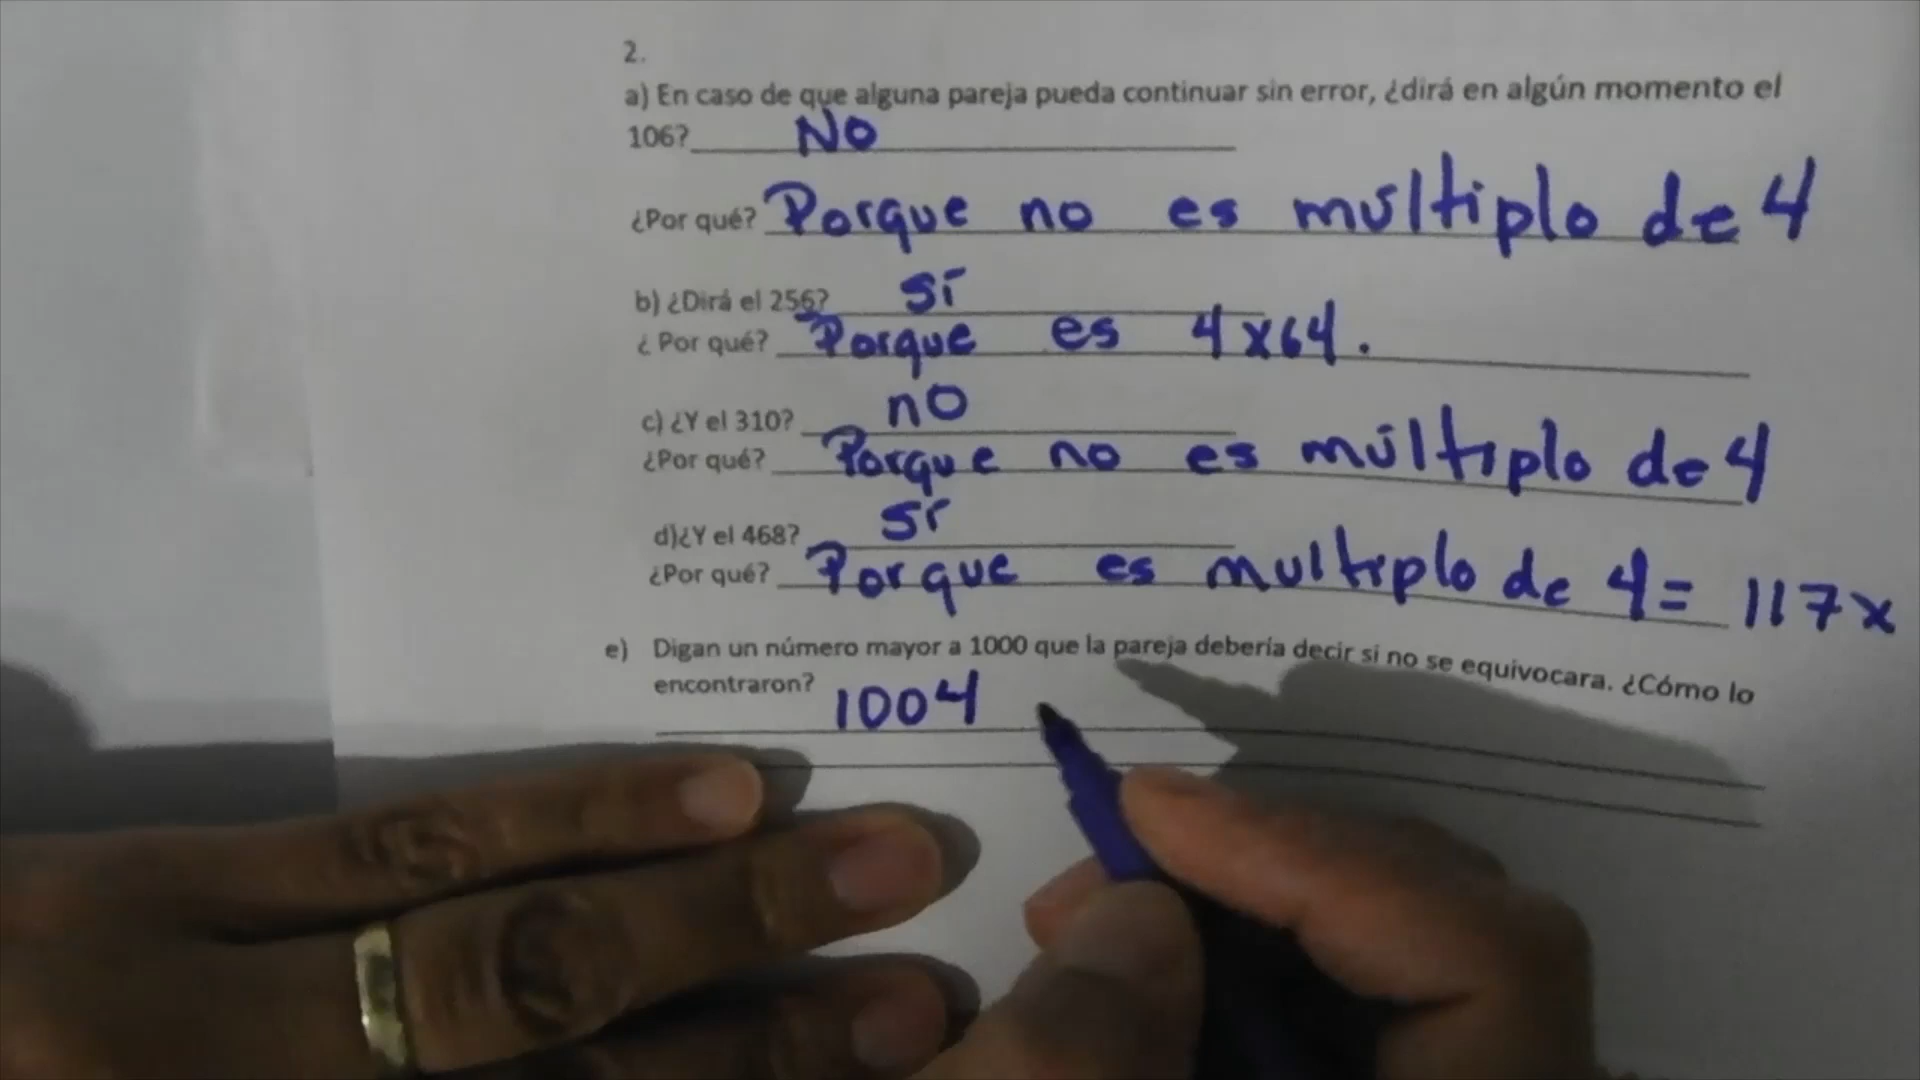 2.
a) En caso de que alguna pareja pueda continuar sin error, ¿dirá en algún momento el
106? No
¿Por qué? Porque no es múltiplo de 4
b) ¿Dirá el 256? sí
¿ Por qué? Porque es 4x64.
c) ¿Y el 310? no
¿Por qué? Porque no es múltiplo de 4
d)¿Y el 468? sí
¿Por qué? Porque es multiplo de 4= 117x
e) Digan un número mayor a 1000 que la pareja debería decir si no se equivocara. ¿Cómo lo
encontraron? 1004